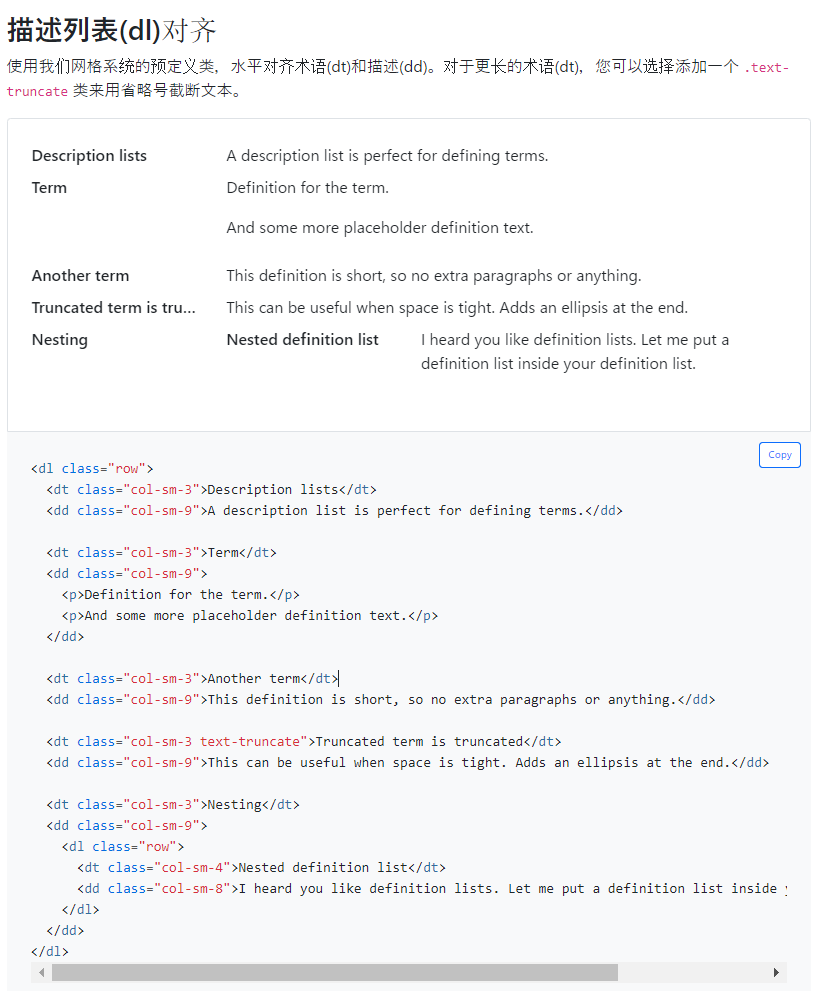 描述列表(dl)对齐
使用我们网格系统的预定义类，水平对齐术语(dt)和描述(dd)。对于更长的术语(dt)，您可以选择添加一个 .text-
truncate 类来用省略号截断文本。
Description lists A description list is perfect for defining terms.
Term Definition for the term.
And some more placeholder definition text.
Another term This definition is short, so no extra paragraphs or anything.
Truncated term is tru... This can be useful when space is tight. Adds an ellipsis at the end.
Nesting Nested definition list I heard you like definition lists. Let me put a
definition list inside your definition list.
Copy
<dl class="row">
  <dt class="col-sm-3">Description lists</dt>
  <dd class="col-sm-9">A description list is perfect for defining terms.</dd>
  <dt class="col-sm-3">Term</dt>
  <dd class="col-sm-9">
    <p>Definition for the term.</p>
    <p>And some more placeholder definition text.</p>
  </dd>
  <dt class="col-sm-3">Another term</dt>
  <dd class="col-sm-9">This definition is short, so no extra paragraphs or anything.</dd>
  <dt class="col-sm-3 text-truncate">Truncated term is truncated</dt>
  <dd class="col-sm-9">This can be useful when space is tight. Adds an ellipsis at the end.</dd>
  <dt class="col-sm-3">Nesting</dt>
  <dd class="col-sm-9">
    <dl class="row">
      <dt class="col-sm-4">Nested definition list</dt>
      <dd class="col-sm-8">I heard you like definition lists. Let me put a definition list inside
    </dl>
  </dd>
</dl>